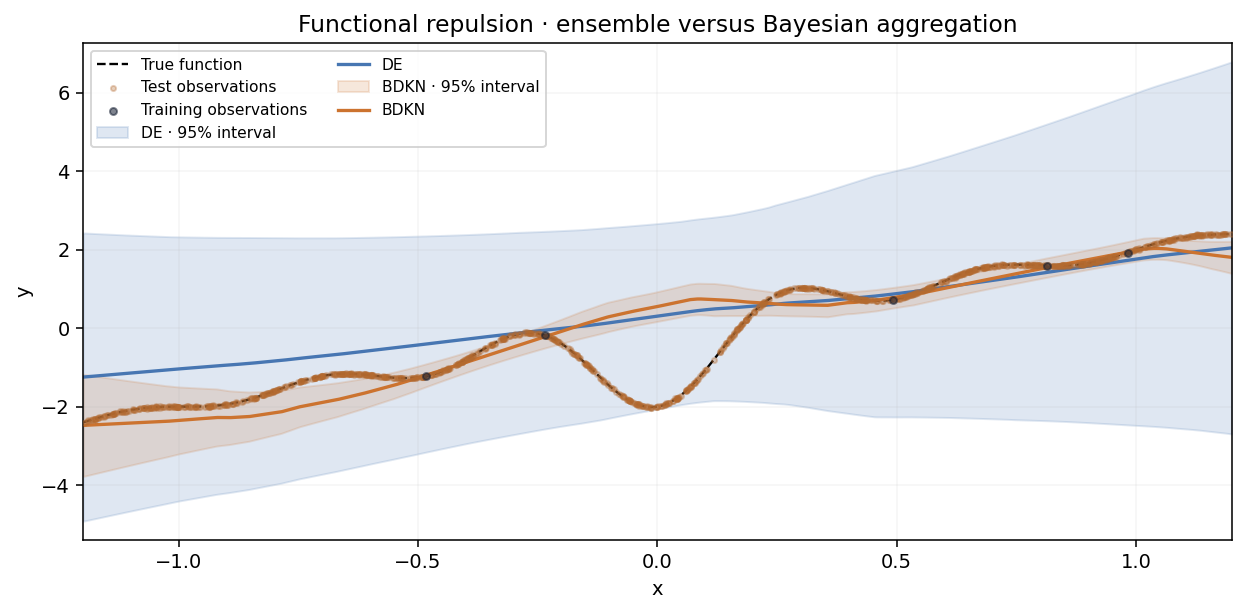 Functional repulsion · ensemble versus Bayesian aggregation
True function
Test observations
Training observations
DE · 95% interval
DE
BDKN · 95% interval
BDKN
y
6
4
2
0
−2
−4
−1.0
−0.5
0.0
0.5
1.0
x